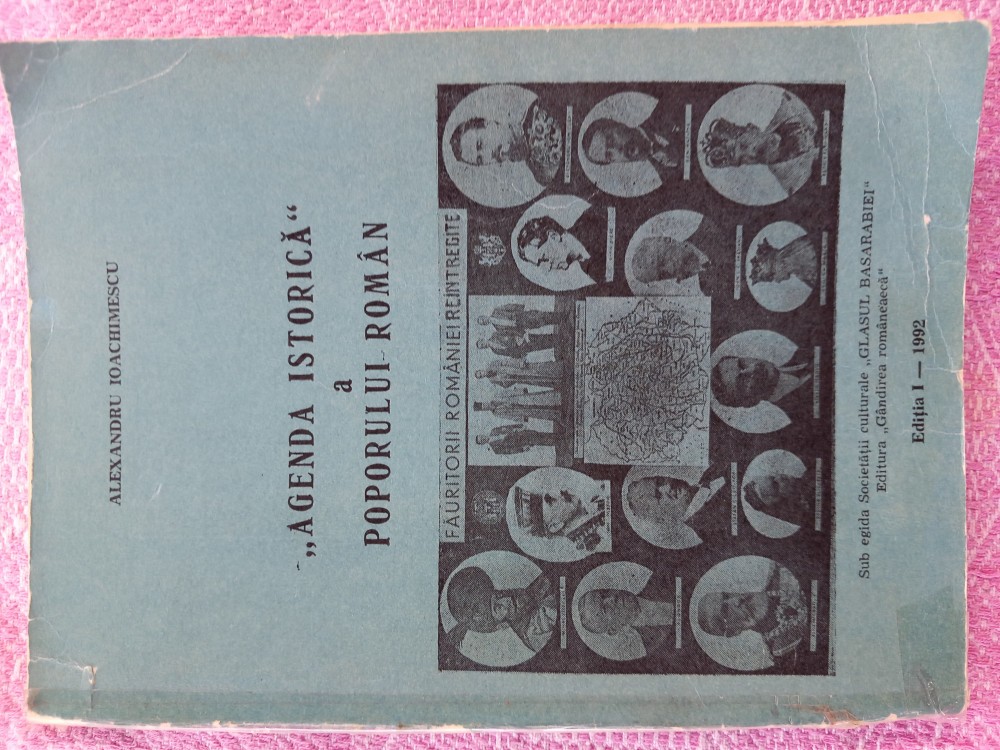 ALEXANDRU IOACHIMESCU
„AGENDA ISTORICĂ“
a
POPORULUI ROMÂN
FĂURITORII ROMÂNIEI REÎNTREGITE
Sub egida Societății culturale „GLASUL BASARABIEI“
Editura „Gândirea româneaecă“
Ediția I — 1992